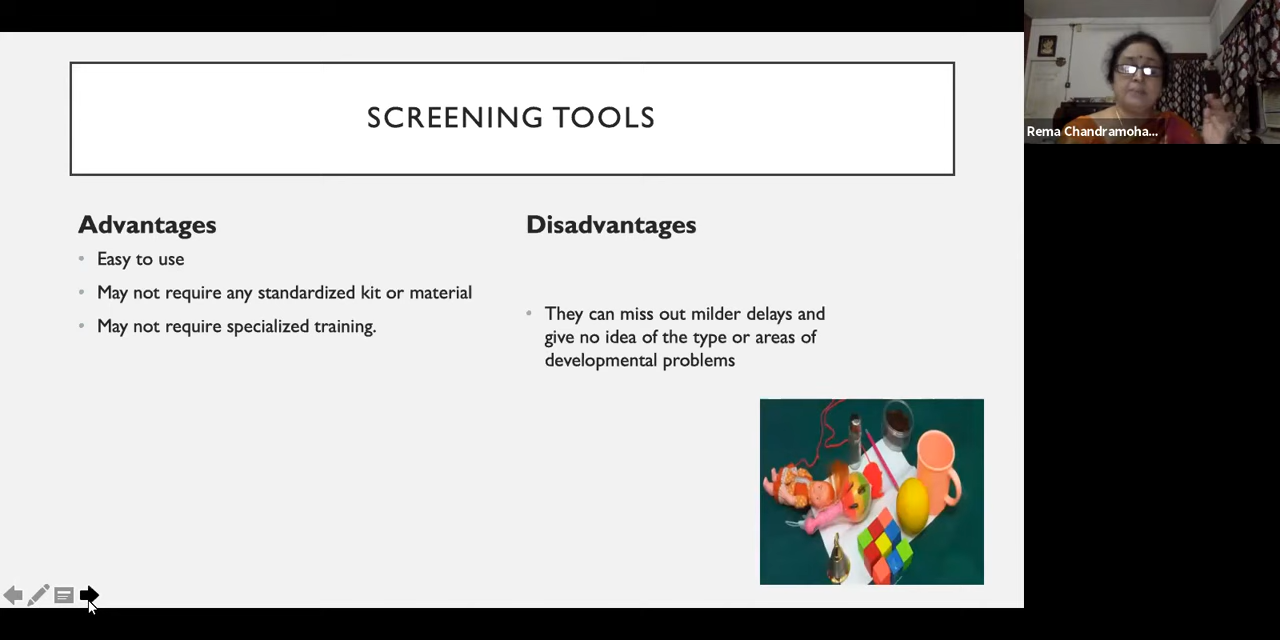 SCREENING TOOLS
Advantages
• Easy to use
• May not require any standardized kit or material
• May not require specialized training.
Disadvantages
• They can miss out milder delays and
give no idea of the type or areas of
developmental problems
Rema Chandramoha...